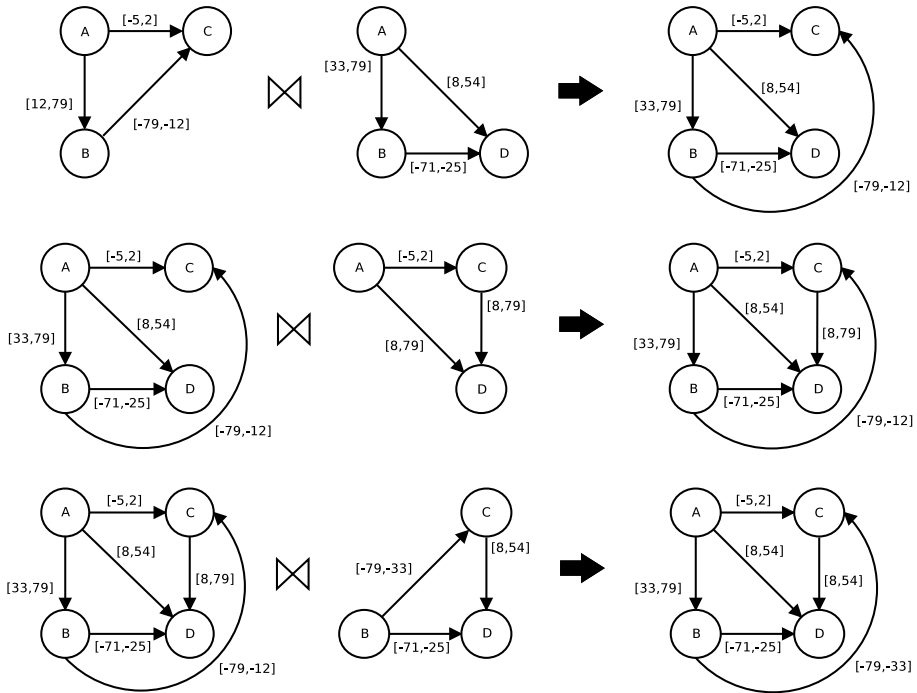 A [-5,2] C
[12,79]
[-79,-12]
B
A
[33,79] [8,54]
B [-71,-25] D
A [-5,2] C
[33,79] [8,54]
B [-71,-25] D
[-79,-12]
A [-5,2] C
[33,79] [8,54]
B [-71,-25] D
[-79,-12]
A [-5,2] C
[8,79] [8,79]
D
A [-5,2] C
[33,79] [8,54] [8,79]
B [-71,-25] D
[-79,-12]
A [-5,2] C
[33,79] [8,54] [8,79]
B [-71,-25] D
[-79,-12]
C
[-79,-33] [8,54]
B [-71,-25] D
A [-5,2] C
[33,79] [8,54] [8,54]
B [-71,-25] D
[-79,-33]